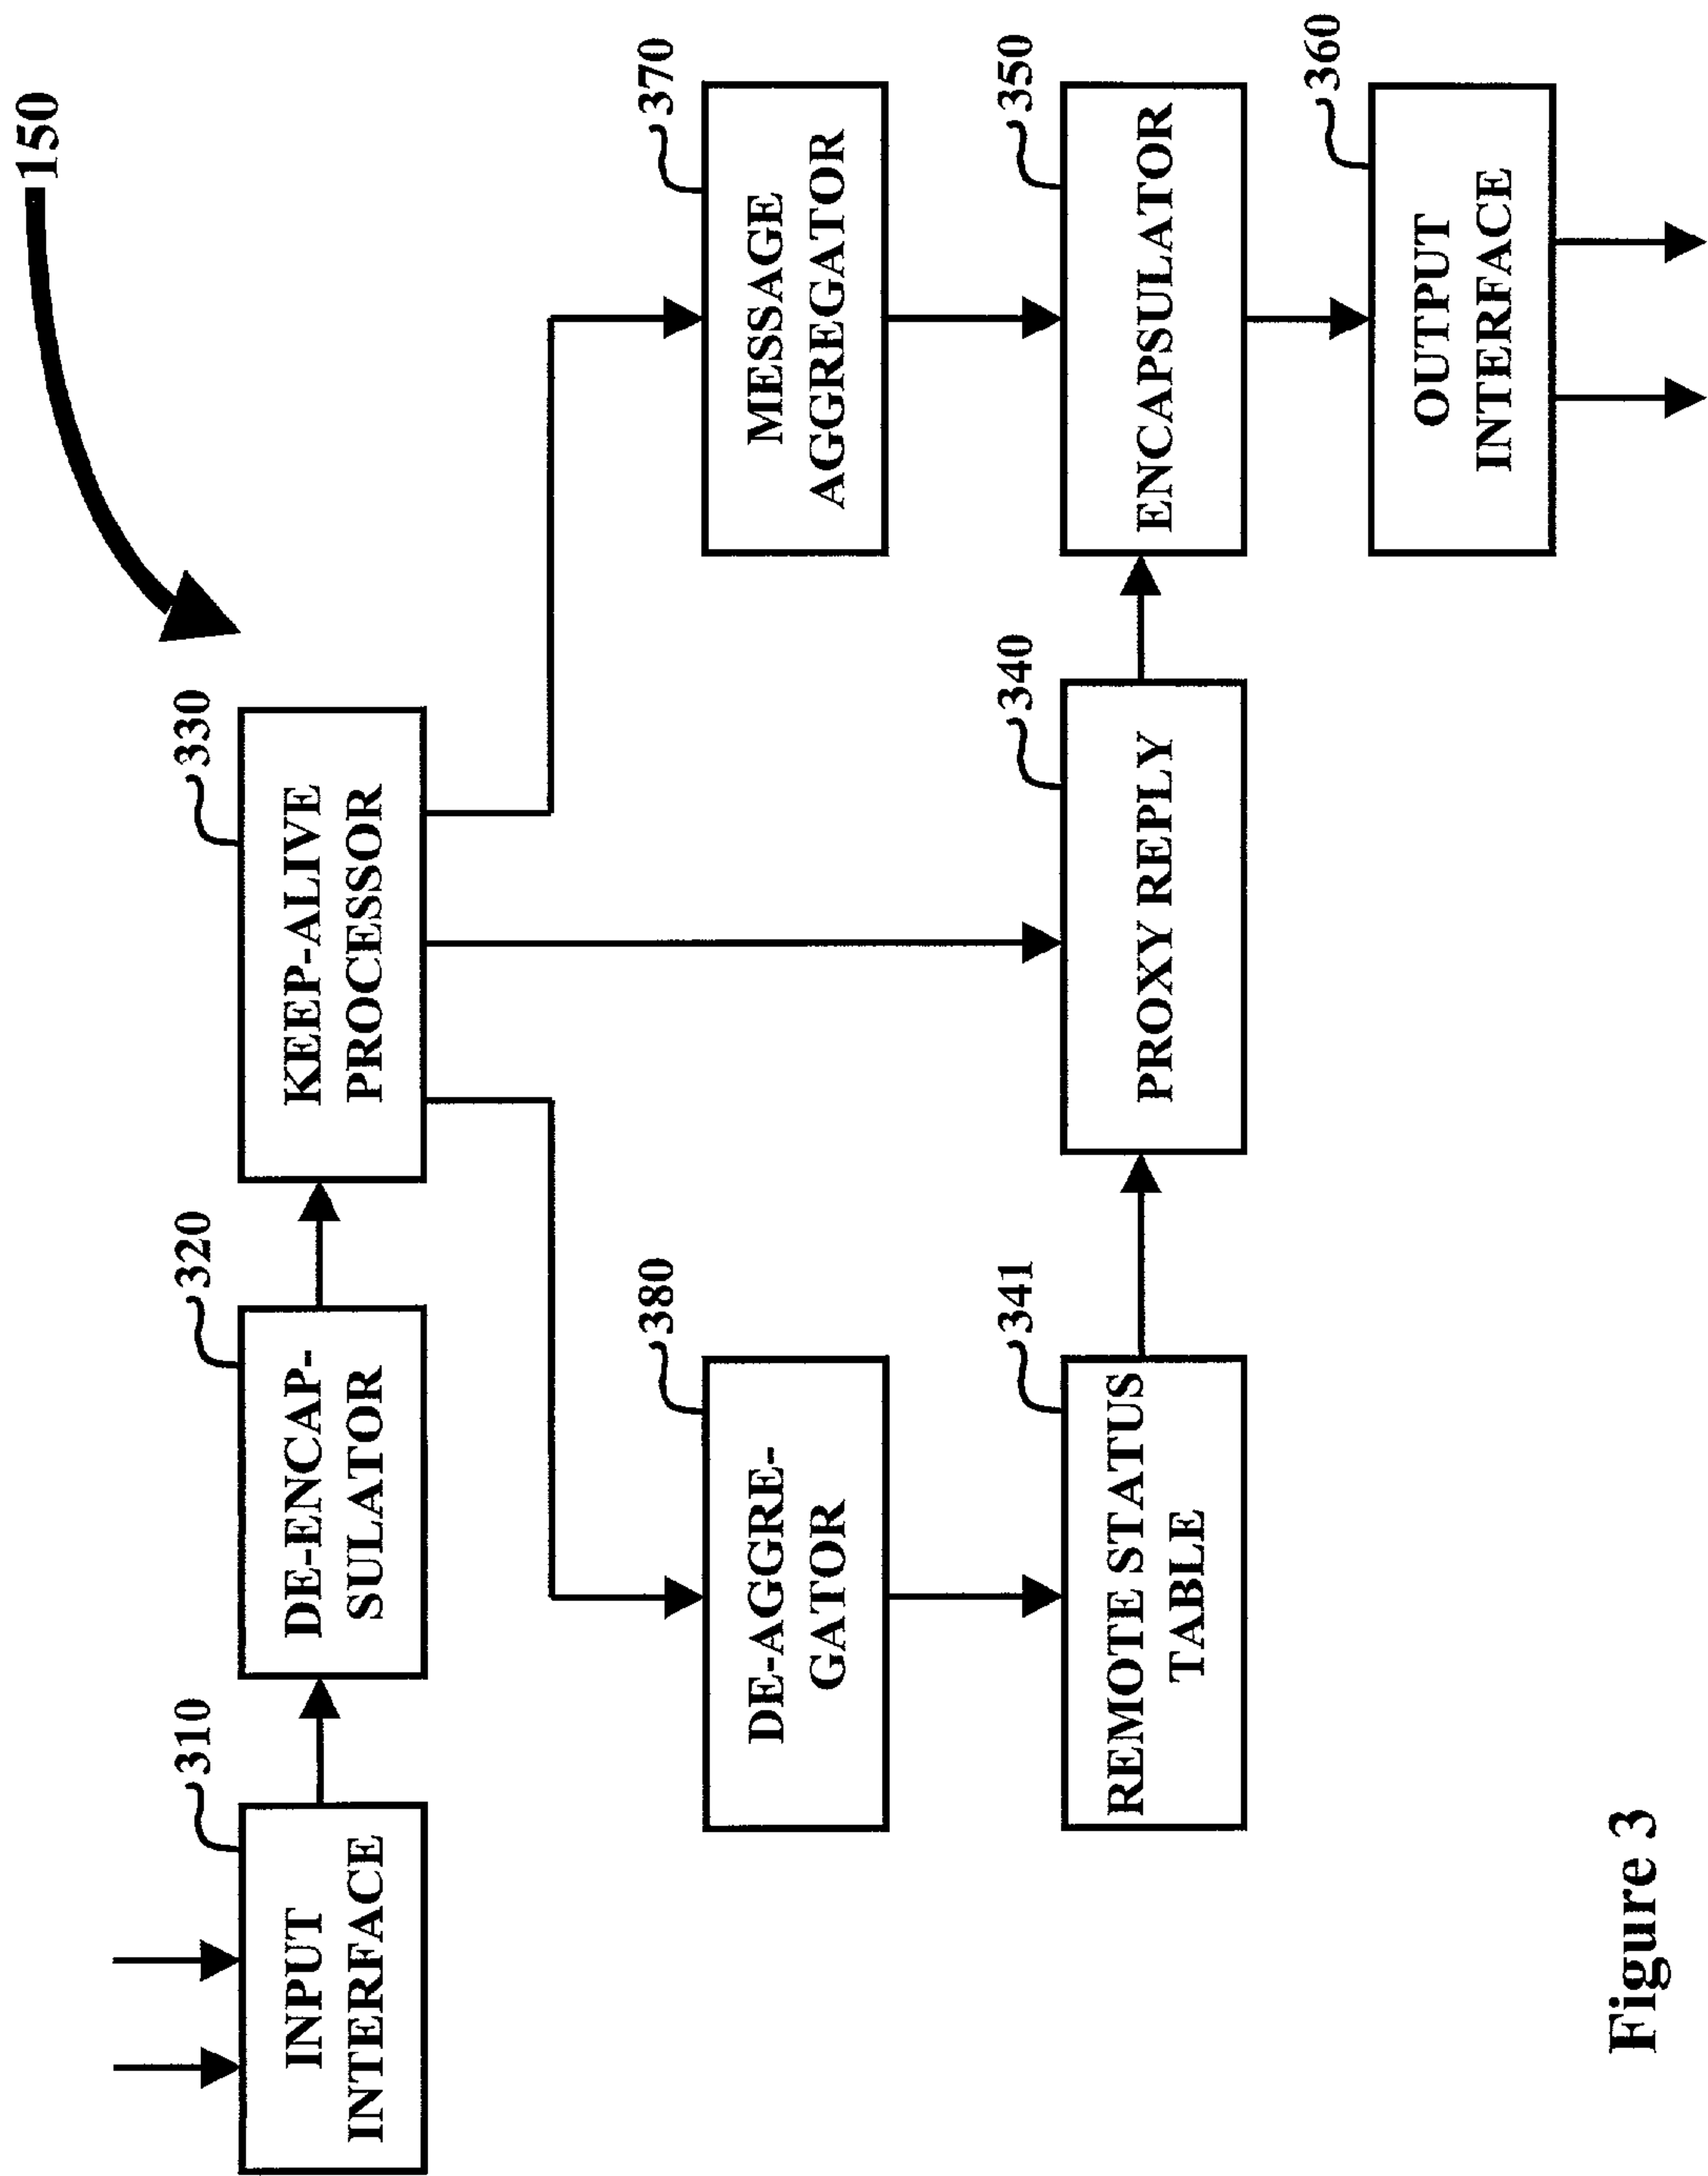 150
310
INPUT
INTERFACE
320
DE-ENCAP-
SULATOR
330
KEEP-ALIVE
PROCESSOR
380
DE-AGGRE-
GATOR
370
MESSAGE
AGGREGATOR
341
REMOTE STATUS
TABLE
340
PROXY REPLY
350
ENCAPSULATOR
360
OUTPUT
INTERFACE
Figure 3